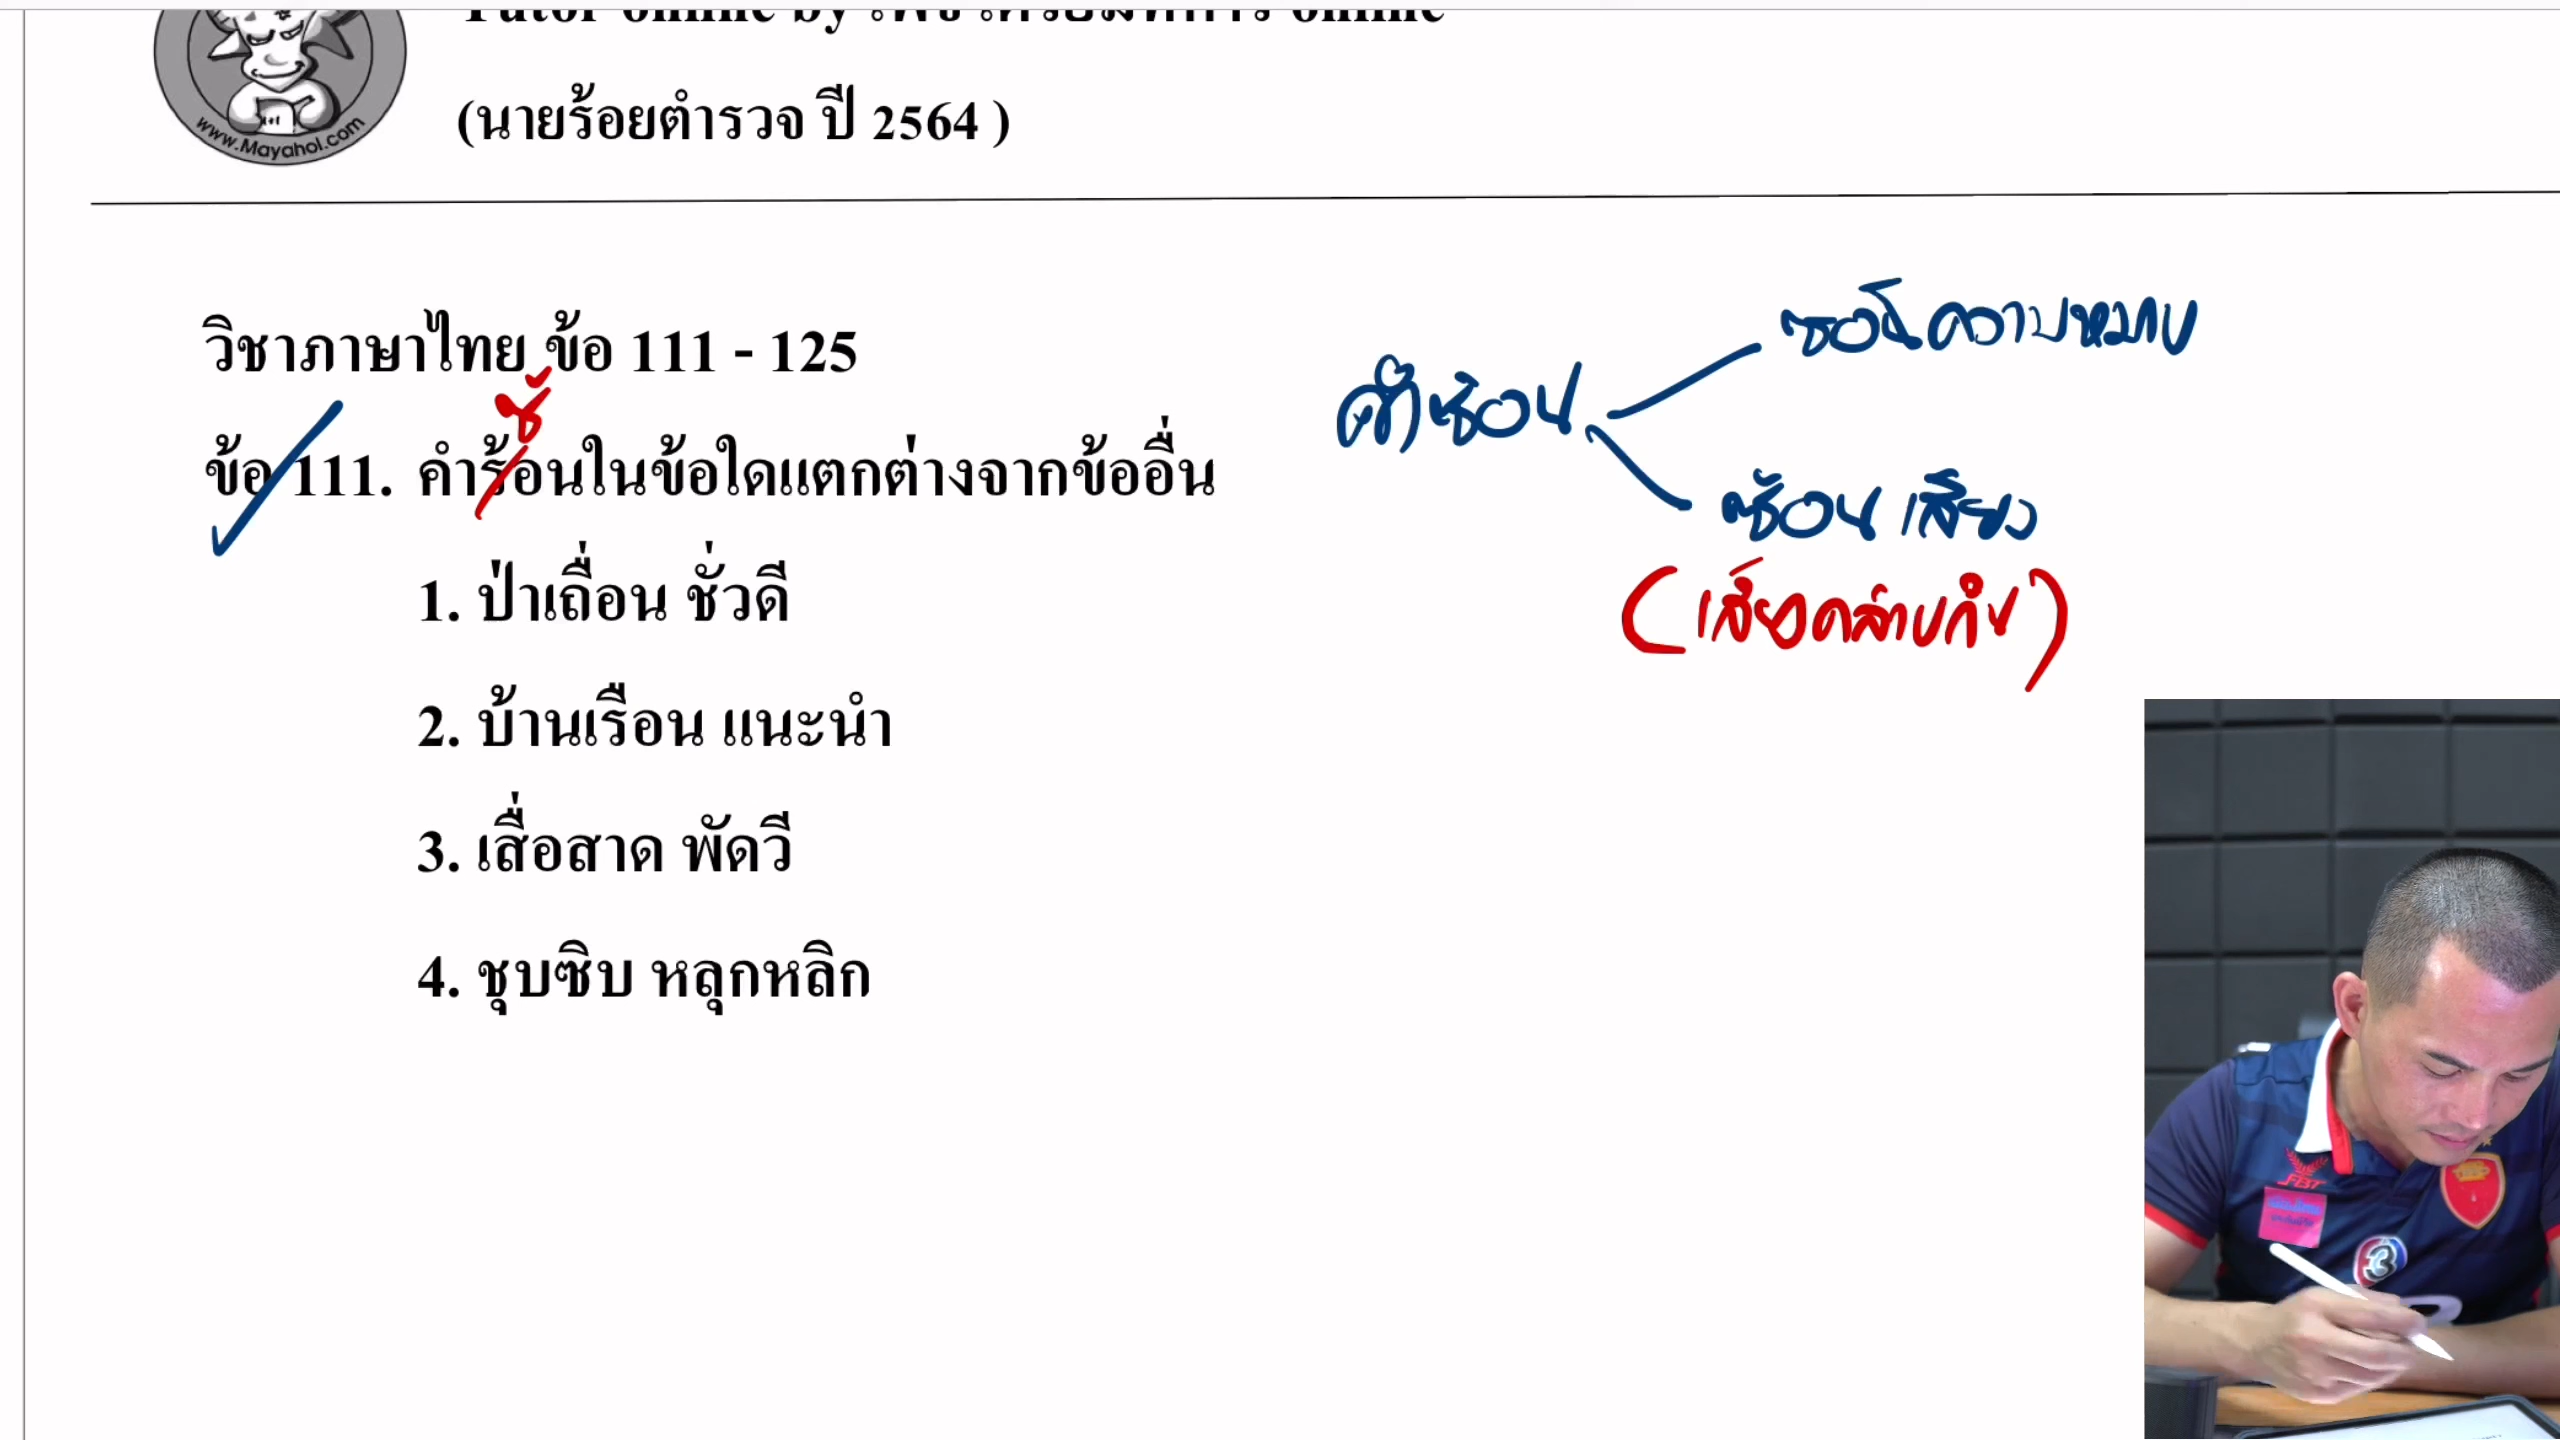 Tutor online by
online
(นายร้อยตำรวจ ปี 2564 )
www.Mayahol.com
วิชาภาษาไทย ข้อ 111 - 125
ซ้
ข้อ 111. คำร้อนในข้อใดแตกต่างจากข้ออื่น
1. ป่าเถื่อน ชั่วดี
2. บ้านเรือน แนะนำ
3. เสื่อสาด พัดวี
4. ชุบซิบ หลุกหลิก
คำซ้อน
ซ้อนความหมาย
ซ้อนเสียง
(เสียงคล้ายกัน)
FBT
3